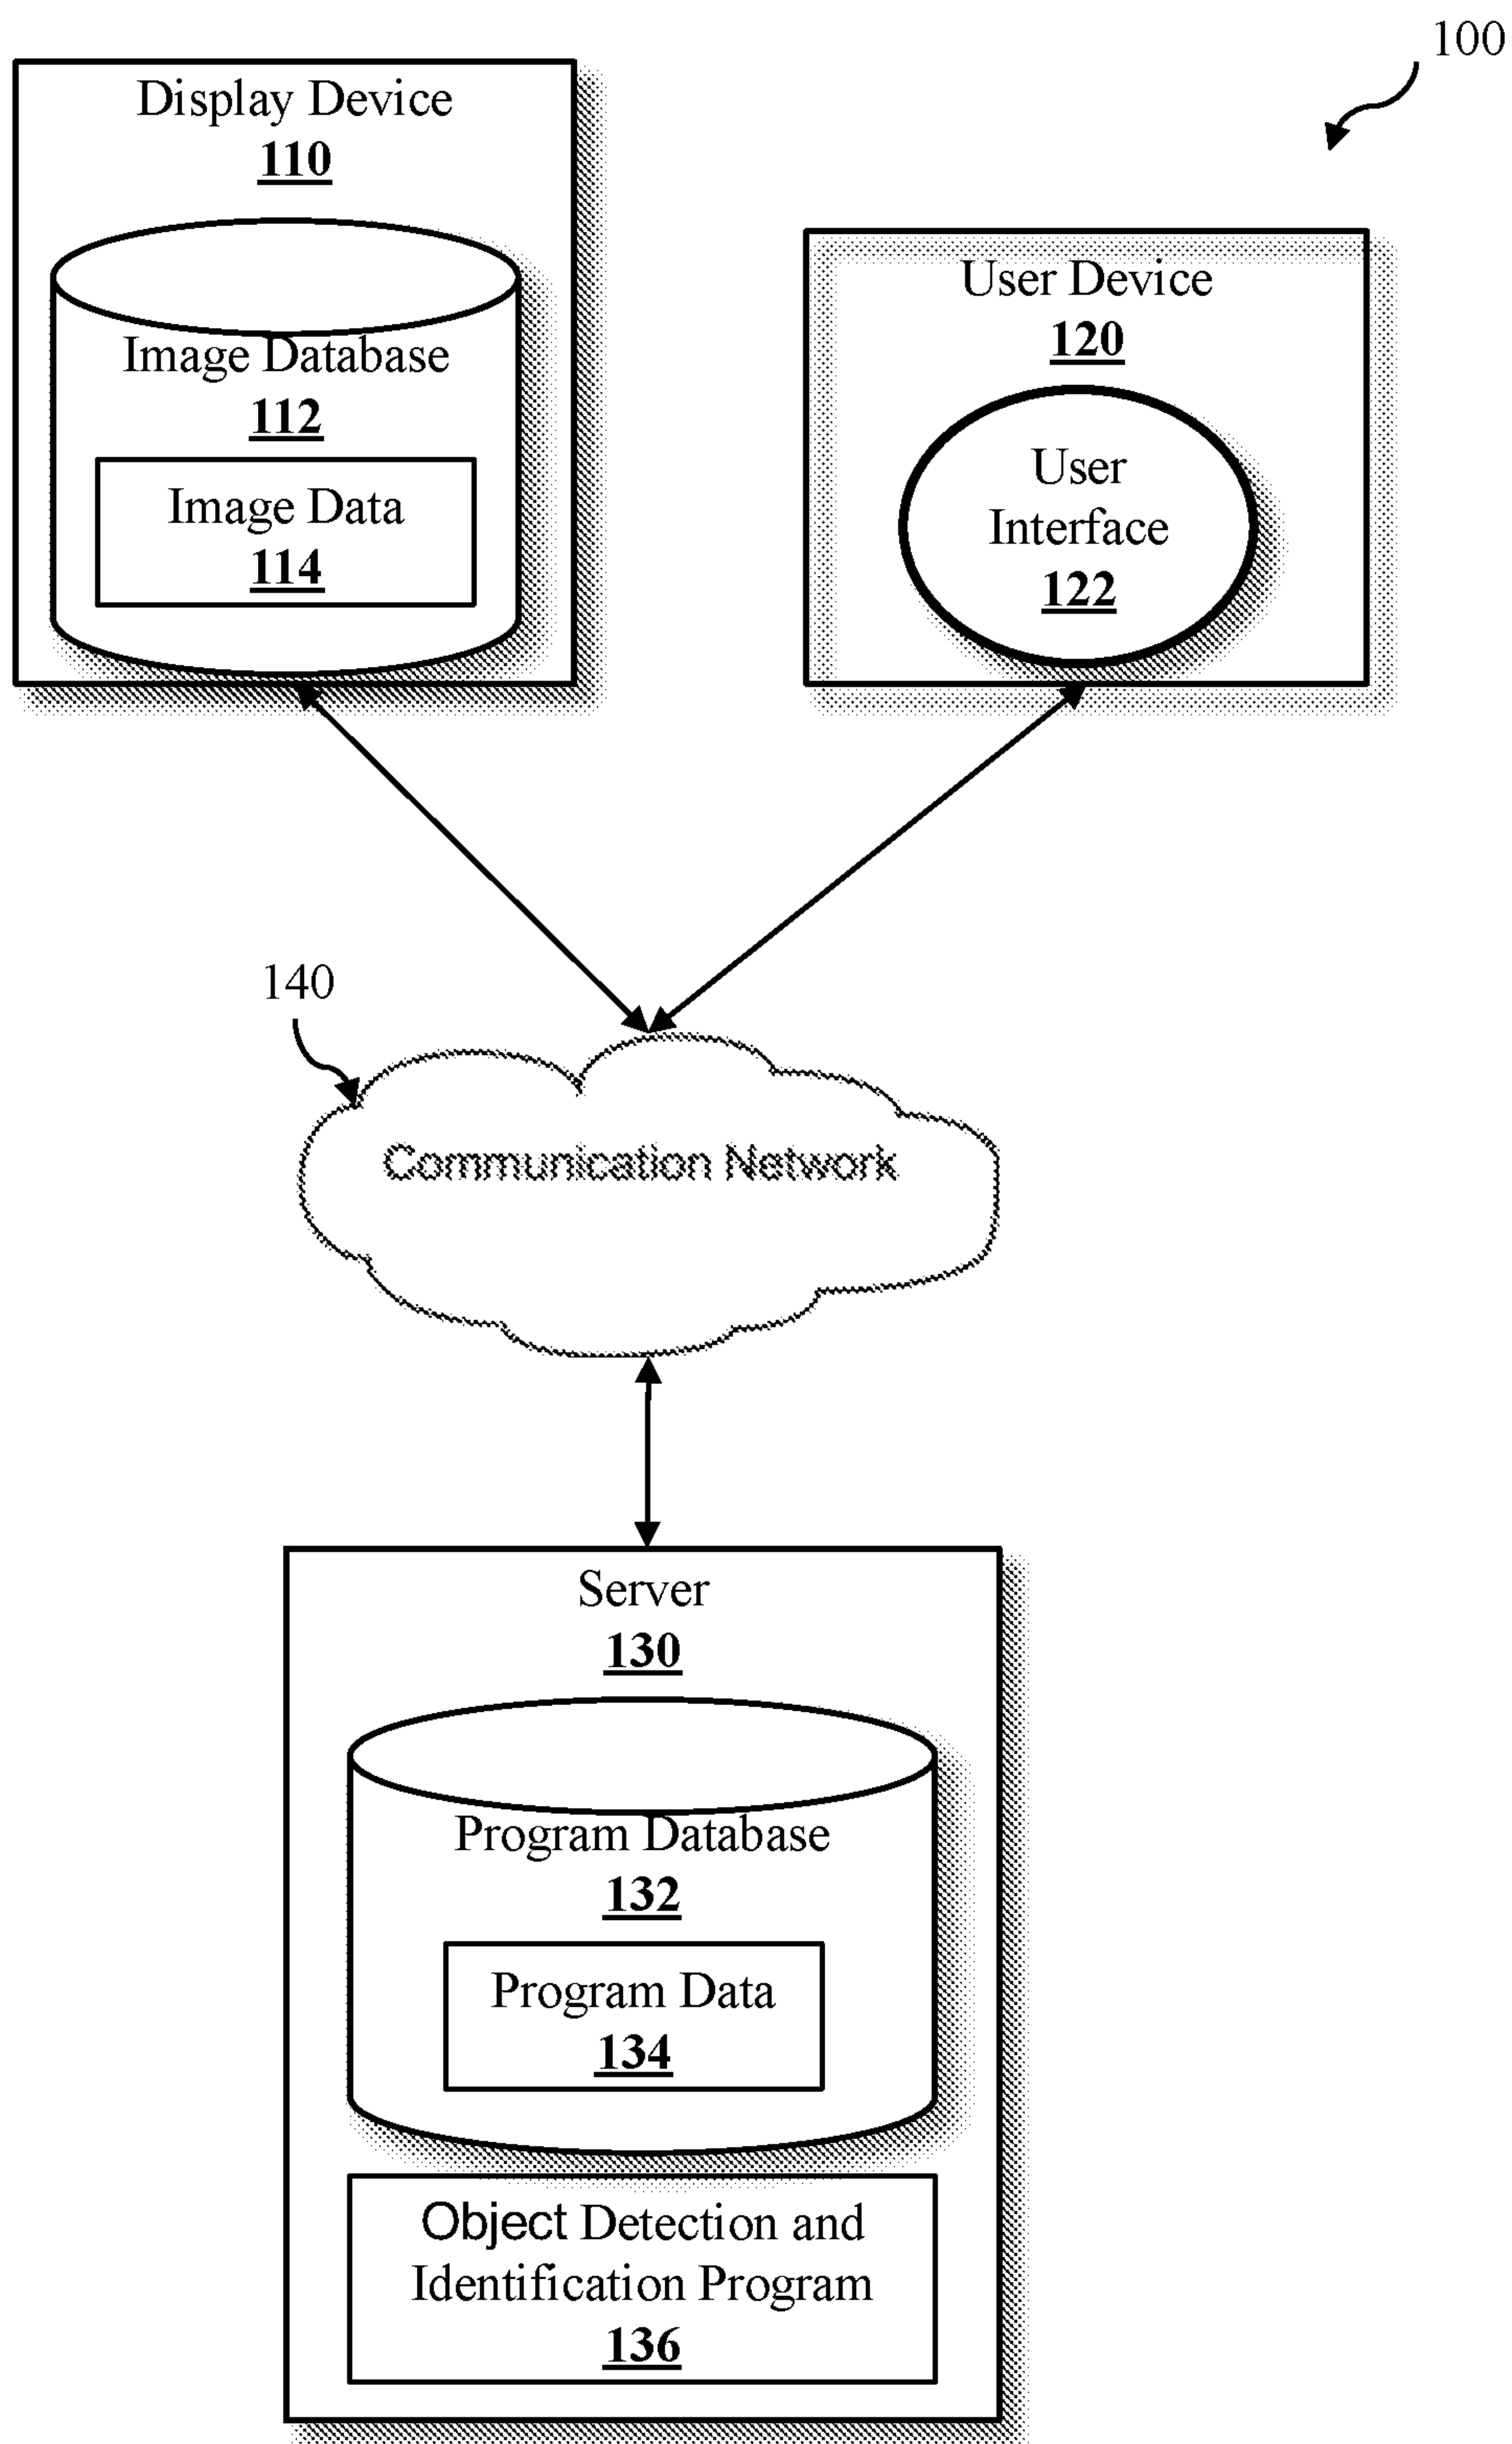 100
Display Device
110
Image Database
112
Image Data
114
User Device
120
User
Interface
122
140
Communication Network
Server
130
Program Database
132
Program Data
134
Object Detection and
Identification Program
136